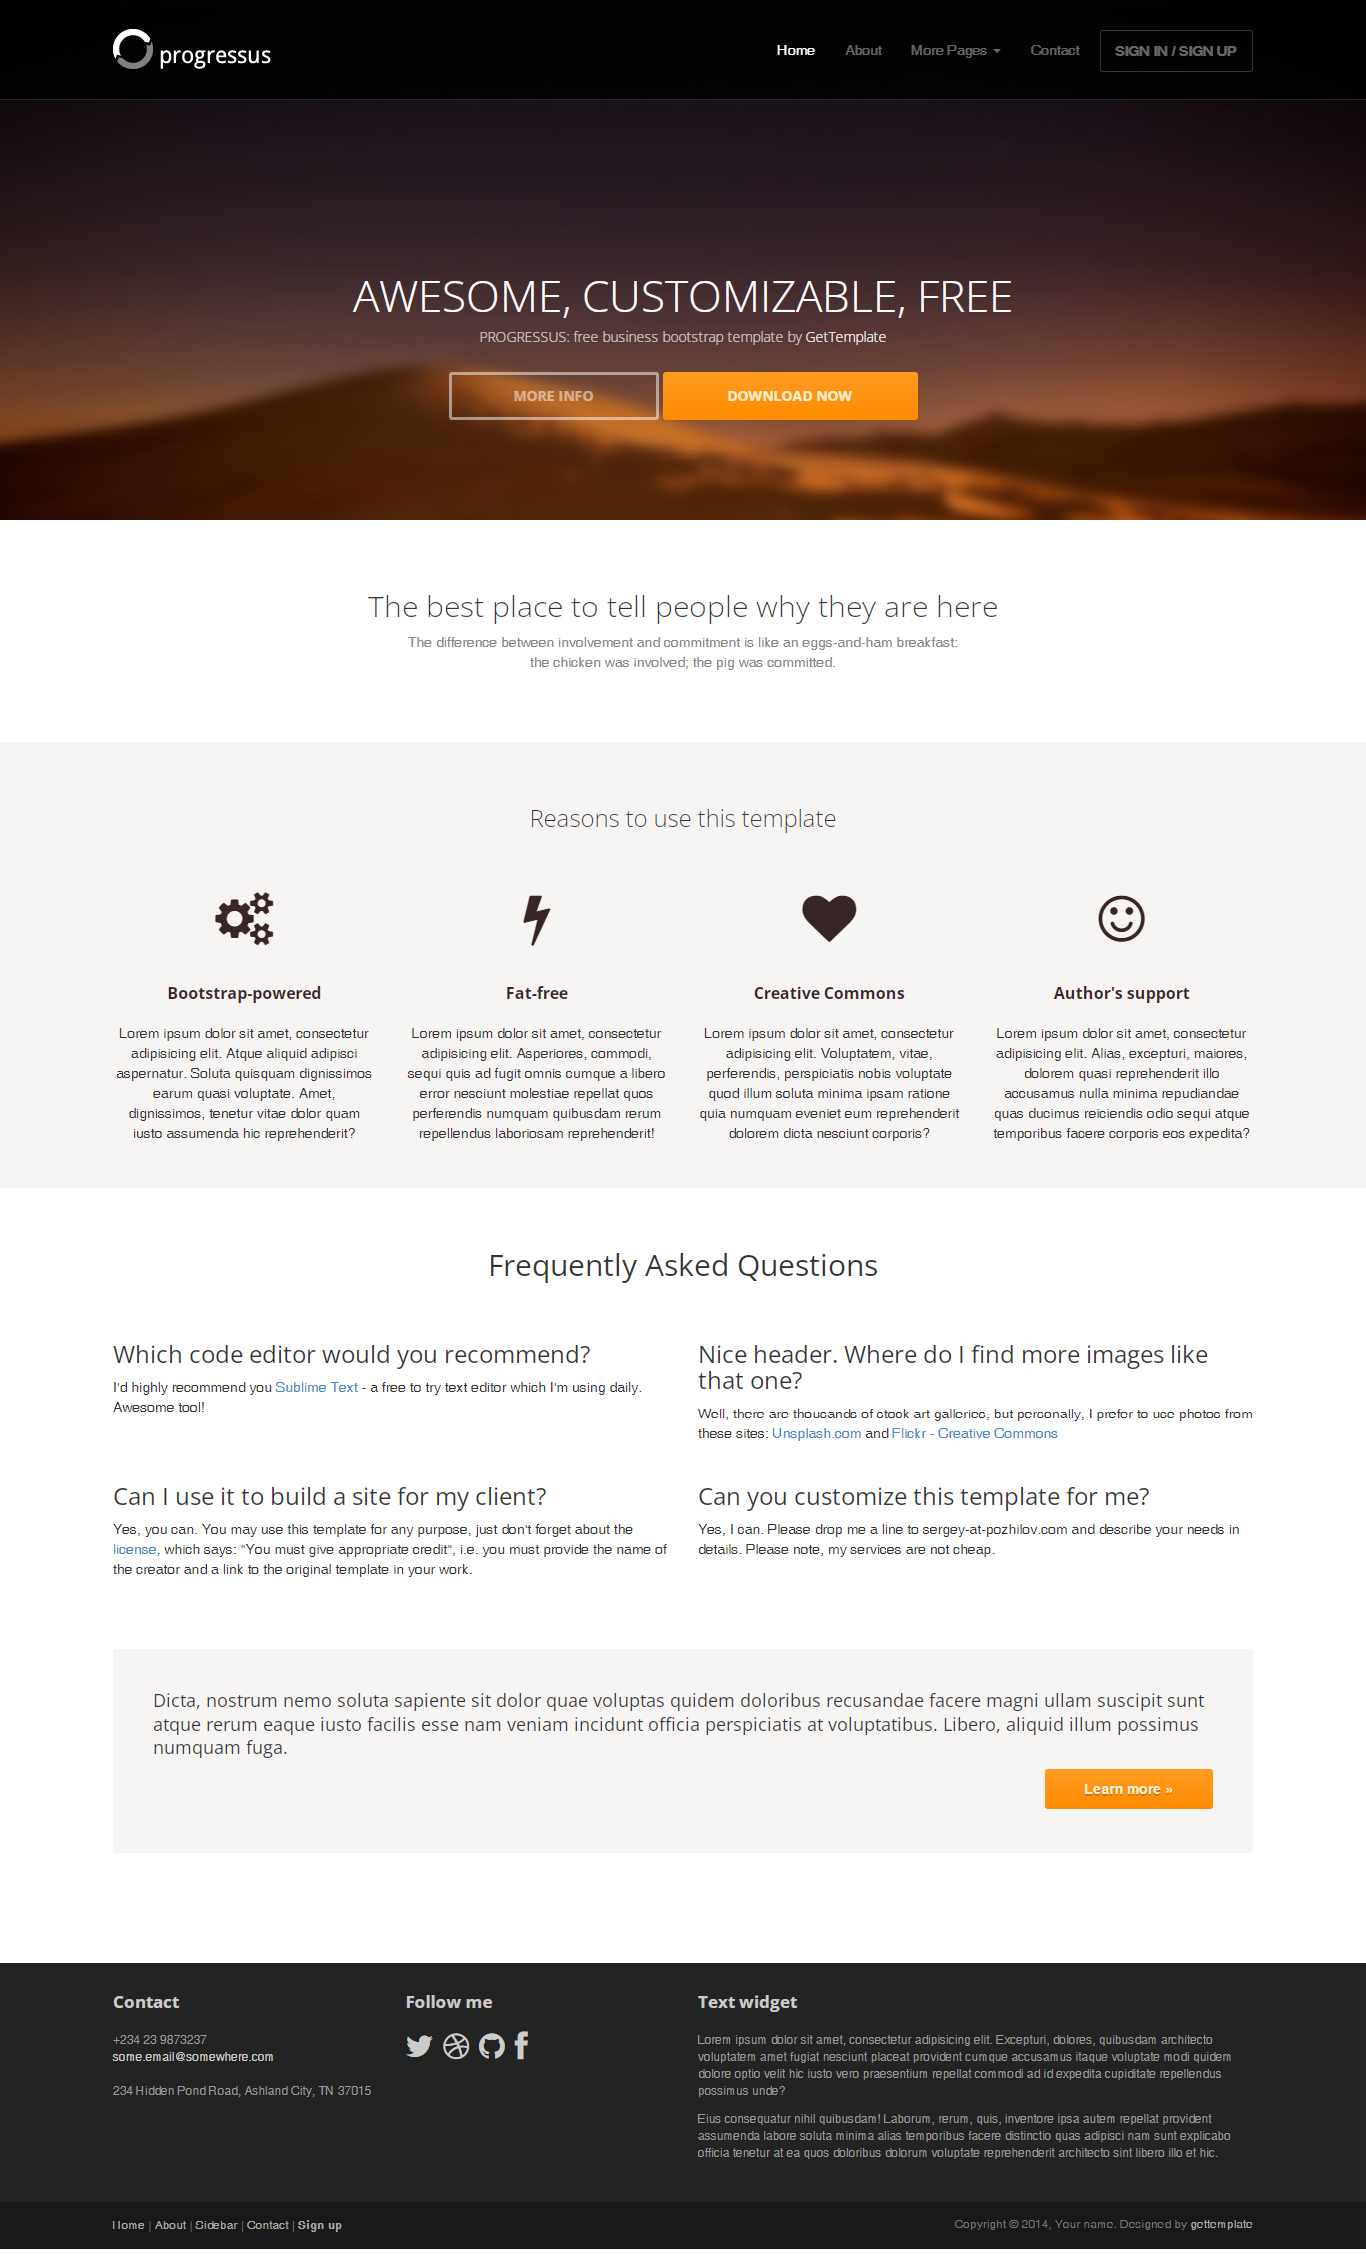 progressus
Home About More Pages Contact SIGN IN / SIGN UP
AWESOME, CUSTOMIZABLE, FREE
PROGRESSUS: free business bootstrap template by GetTemplate
MORE INFO DOWNLOAD NOW
The best place to tell people why they are here
The difference between involvement and commitment is like an eggs-and-ham breakfast:
the chicken was involved; the pig was committed.
Reasons to use this template
Bootstrap-powered
Lorem ipsum dolor sit amet, consectetur
adipisicing elit. Atque aliquid adipisci
aspernatur. Soluta quisquam dignissimos
earum quasi voluptate. Amet,
dignissimos, tenetur vitae dolor quam
iusto assumenda hic reprehenderit?
Fat-free
Lorem ipsum dolor sit amet, consectetur
adipisicing elit. Asperiores, commodi,
sequi quis ad fugit omnis cumque a libero
error nesciunt molestiae repellat quos
perferendis numquam quibusdam rerum
repellendus laboriosam reprehenderit!
Creative Commons
Lorem ipsum dolor sit amet, consectetur
adipisicing elit. Voluptatem, vitae,
perferendis, perspiciatis nobis voluptate
quod illum soluta minima ipsam ratione
quia numquam eveniet eum reprehenderit
dolorem dicta nesciunt corporis?
Author's support
Lorem ipsum dolor sit amet, consectetur
adipisicing elit. Alias, excepturi, maiores,
dolorem quasi reprehenderit illo
accusamus nulla minima repudiandae
quas ducimus reiciendis odio sequi atque
temporibus facere corporis eos expedita?
Frequently Asked Questions
Which code editor would you recommend?
I'd highly recommend you Sublime Text - a free to try text editor which I'm using daily.
Awesome tool!
Nice header. Where do I find more images like
that one?
Well, there are thousands of stock art galleries, but personally, I prefer to use photos from
these sites: Unsplash.com and Flickr - Creative Commons
Can I use it to build a site for my client?
Yes, you can. You may use this template for any purpose, just don't forget about the
license, which says: "You must give appropriate credit", i.e. you must provide the name of
the creator and a link to the original template in your work.
Can you customize this template for me?
Yes, I can. Please drop me a line to sergey-at-pozhilov.com and describe your needs in
details. Please note, my services are not cheap.
Dicta, nostrum nemo soluta sapiente sit dolor quae voluptas quidem doloribus recusandae facere magni ullam suscipit sunt
atque rerum eaque iusto facilis esse nam veniam incidunt officia perspiciatis at voluptatibus. Libero, aliquid illum possimus
numquam fuga.
Learn more »
Contact
+234 23 9873237
some.email@somewhere.com
234 Hidden Pond Road, Ashland City, TN 37015
Follow me
Text widget
Lorem ipsum dolor sit amet, consectetur adipisicing elit. Excepturi, dolores, quibusdam architecto
voluptatem amet fugiat nesciunt placeat provident cumque accusamus itaque voluptate modi quidem
dolore optio velit hic iusto vero praesentium repellat commodi ad id expedita cupiditate repellendus
possimus unde?
Eius consequatur nihil quibusdam! Laborum, rerum, quis, inventore ipsa autem repellat provident
assumenda labore soluta minima alias temporibus facere distinctio quas adipisci nam sunt explicabo
officia tenetur at ea quos doloribus dolorum voluptate reprehenderit architecto sint libero illo et hic.
Home | About | Sidebar | Contact | Sign up
Copyright © 2014, Your name. Designed by gettemplate